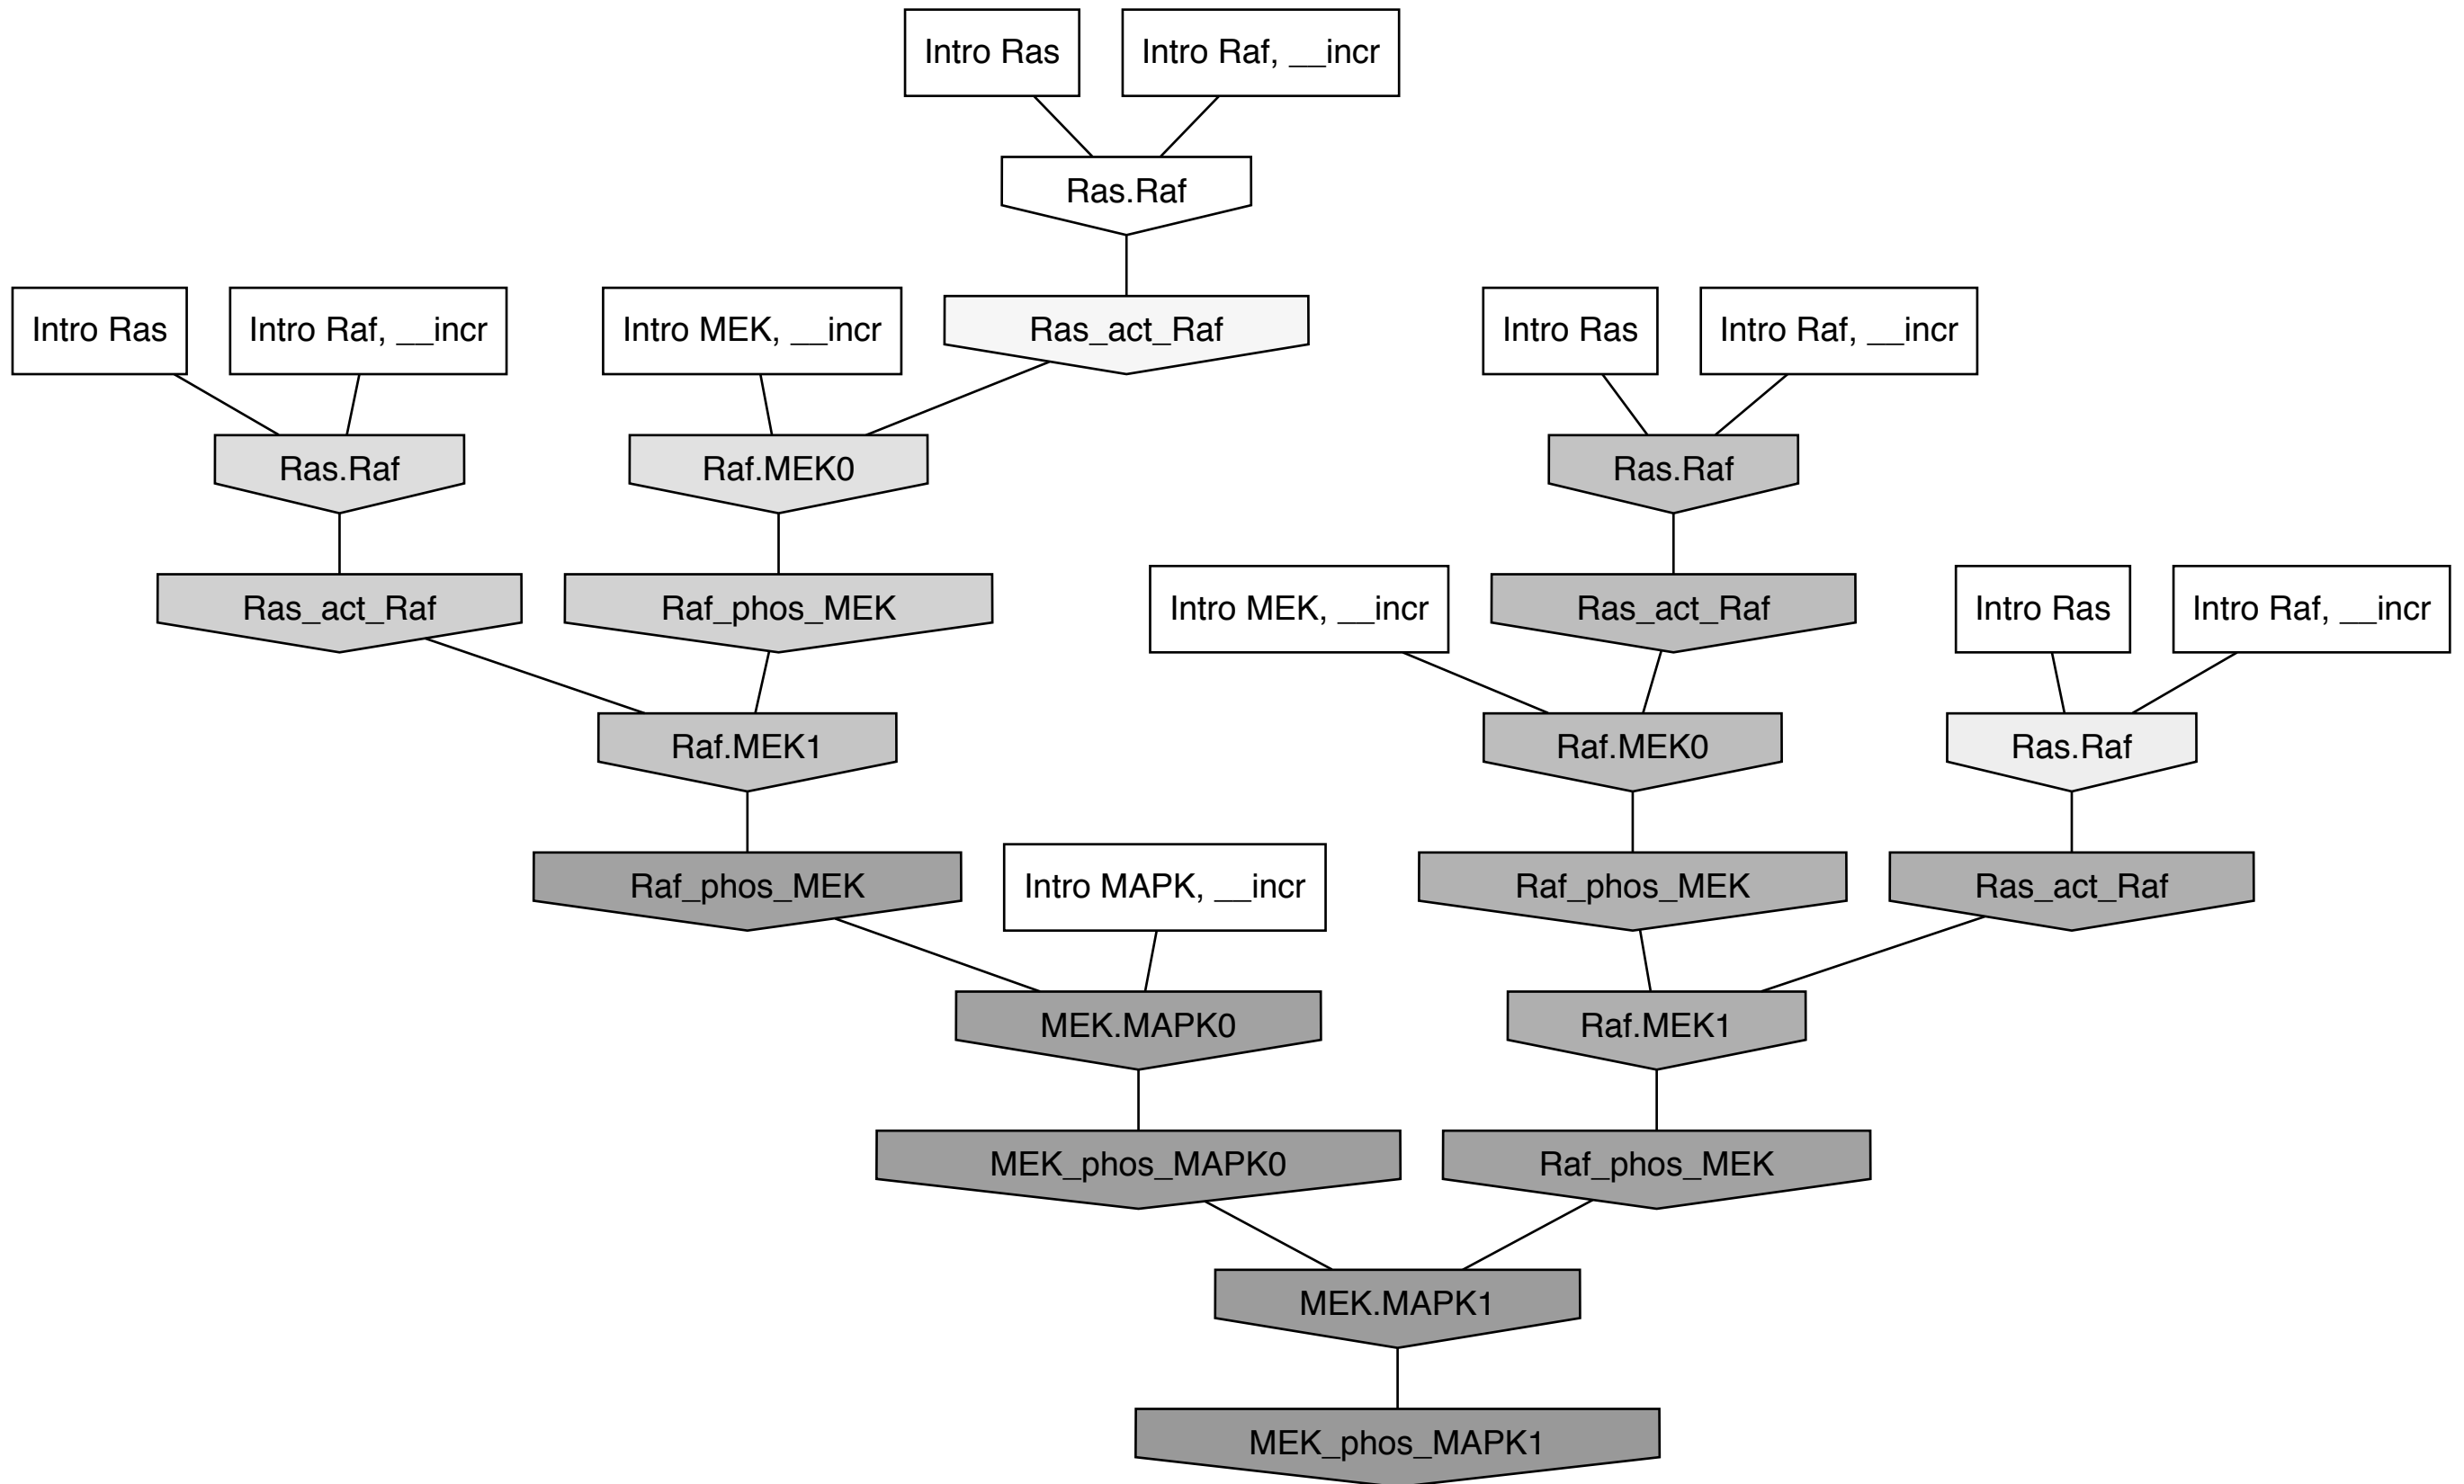 Intro Ras
Intro Raf, __incr
Ras.Raf
Intro Ras
Intro Raf, __incr
Intro MEK, __incr
Ras_act_Raf
Intro Ras
Intro Raf, __incr
Ras.Raf
Raf.MEK0
Ras.Raf
Ras_act_Raf
Raf_phos_MEK
Intro MEK, __incr
Ras_act_Raf
Intro Ras
Intro Raf, __incr
Raf.MEK1
Raf.MEK0
Ras.Raf
Raf_phos_MEK
Intro MAPK, __incr
Raf_phos_MEK
Ras_act_Raf
MEK.MAPK0
Raf.MEK1
MEK_phos_MAPK0
Raf_phos_MEK
MEK.MAPK1
MEK_phos_MAPK1